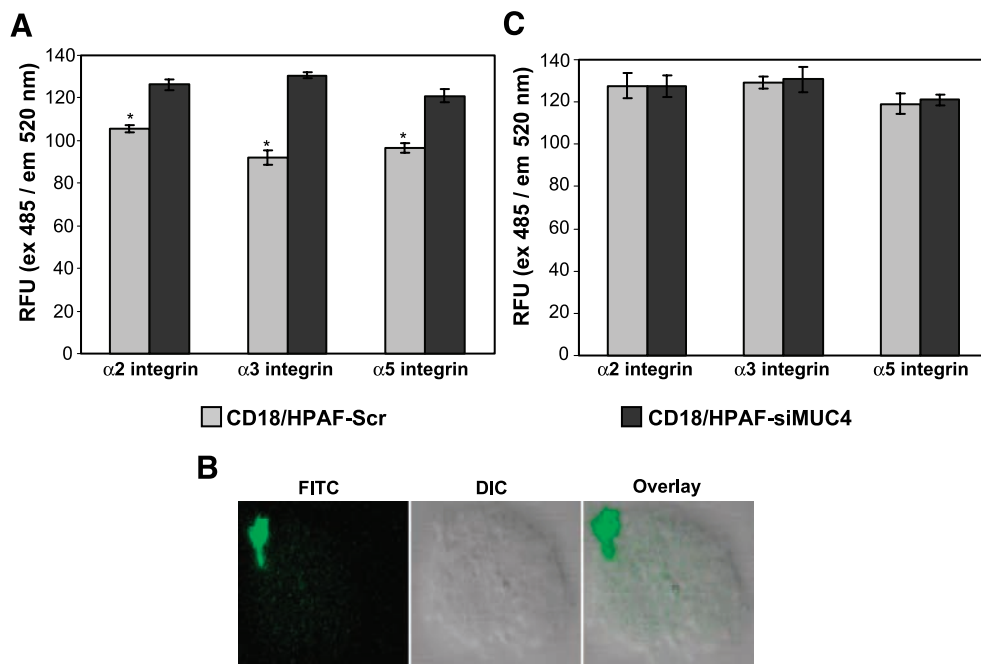 A
RFU (ex 485 / em 520 nm)
140
120
100
80
60
40
20
0
*
*
*
α2 integrin
α3 integrin
α5 integrin
C
RFU (ex 485 / em 520 nm)
140
120
100
80
60
40
20
0
α2 integrin
α3 integrin
α5 integrin
CD18/HPAF-Scr
CD18/HPAF-siMUC4
B
FITC
DIC
Overlay